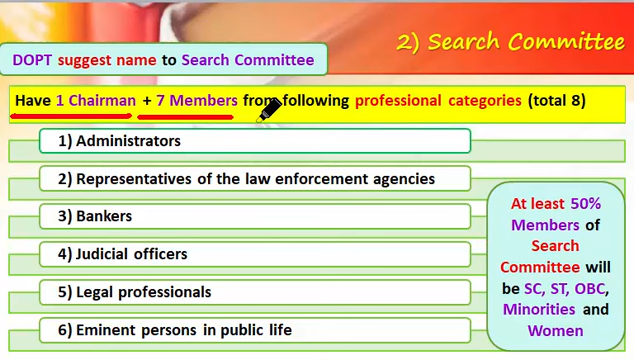 2) Search Committee
DOPT suggest name to Search Committee
Have 1 Chairman + 7 Members from following professional categories (total 8)
1) Administrators
2) Representatives of the law enforcement agencies
3) Bankers
4) Judicial officers
5) Legal professionals
6) Eminent persons in public life
At least 50%
Members of
Search
Committee will
be SC, ST, OBC,
Minorities and
Women